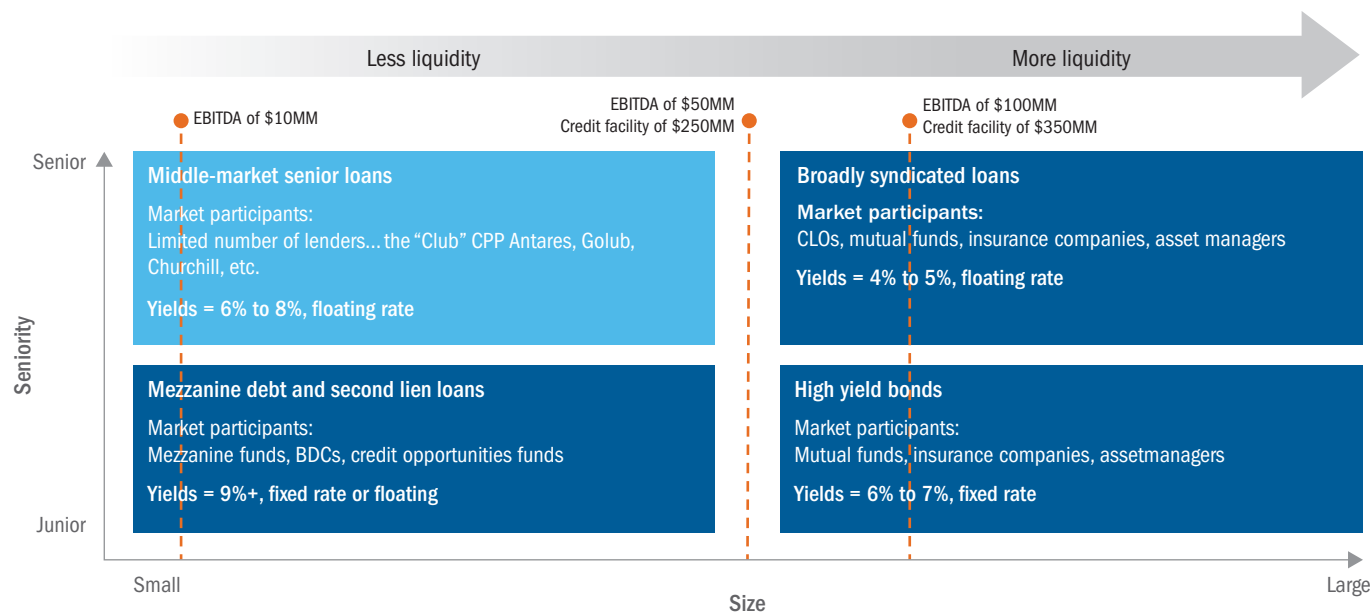 Less liquidity
More liquidity
EBITDA of $10MM
EBITDA of $50MM
Credit facility of $250MM
EBITDA of $100MM
Credit facility of $350MM
Senior
Middle-market senior loans
Market participants:
Limited number of lenders... the “Club” CPP Antares, Golub,
Churchill, etc.
Yields = 6% to 8%, floating rate
Broadly syndicated loans
Market participants:
CLOs, mutual funds, insurance companies, asset managers
Yields = 4% to 5%, floating rate
Seniority
Mezzanine debt and second lien loans
Market participants:
Mezzanine funds, BDCs, credit opportunities funds
Yields = 9%+, fixed rate or floating
High yield bonds
Market participants:
Mutual funds, insurance companies, assetmanagers
Yields = 6% to 7%, fixed rate
Junior
Small
Size
Large